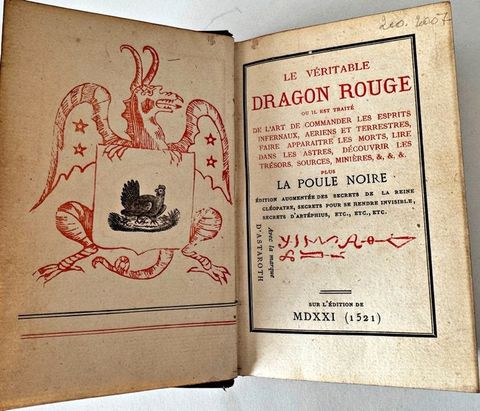 200. 2007
LE VÉRITABLE
DRAGON ROUGE
OU IL EST TRAITÉ
DE L'ART DE COMMANDER LES ESPRITS
INFERNAUX, AERIENS ET TERRESTRES,
FAIRE APPARAITRE LES MORTS, LIRE
DANS LES ASTRES, DÉCOUVRIR LES
TRÉSORS, SOURCES, MINIÈRES, &, &, &.
PLUS
LA POULE NOIRE
ÉDITION AUGMENTÉE DES SECRETS DE LA REINE
CLÉOPATRE, SECRETS POUR SE RENDRE INVISIBLE,
SECRETS D'ARTÉPHIUS, ETC., ETC., ETC.
Avec la marque
D'ASTAROTH
SUR L'ÉDITION DE
MDXXI (1521)